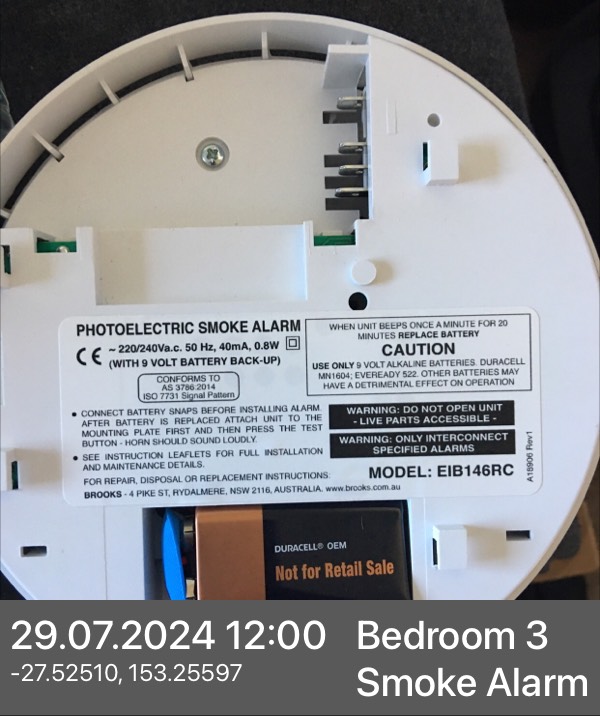 PHOTOELECTRIC SMOKE ALARM
CE ~ 220/240Va.c. 50 Hz, 40mA, 0.8W
(WITH 9 VOLT BATTERY BACK-UP)
CONFORMS TO
AS 3786:2014
ISO 7731 Signal Pattern
• CONNECT BATTERY SNAPS BEFORE INSTALLING ALARM.
AFTER BATTERY IS REPLACED ATTACH UNIT TO THE
MOUNTING PLATE FIRST AND THEN PRESS THE TEST
BUTTON - HORN SHOULD SOUND LOUDLY.
• SEE INSTRUCTION LEAFLETS FOR FULL INSTALLATION
AND MAINTENANCE DETAILS.
FOR REPAIR, DISPOSAL OR REPLACEMENT INSTRUCTIONS:
BROOKS - 4 PIKE ST, RYDALMERE, NSW 2116, AUSTRALIA. www.brooks.com.au
WHEN UNIT BEEPS ONCE A MINUTE FOR 20
MINUTES REPLACE BATTERY
CAUTION
USE ONLY 9 VOLT ALKALINE BATTERIES. DURACELL
MN1604; EVEREADY 522. OTHER BATTERIES MAY
HAVE A DETRIMENTAL EFFECT ON OPERATION
WARNING: DO NOT OPEN UNIT
- LIVE PARTS ACCESSIBLE -
WARNING: ONLY INTERCONNECT
SPECIFIED ALARMS
MODEL: EIB146RC
A18906 Rev1
DURACELL® OEM
Not for Retail Sale
29.07.2024 12:00
-27.52510, 153.25597
Bedroom 3
Smoke Alarm